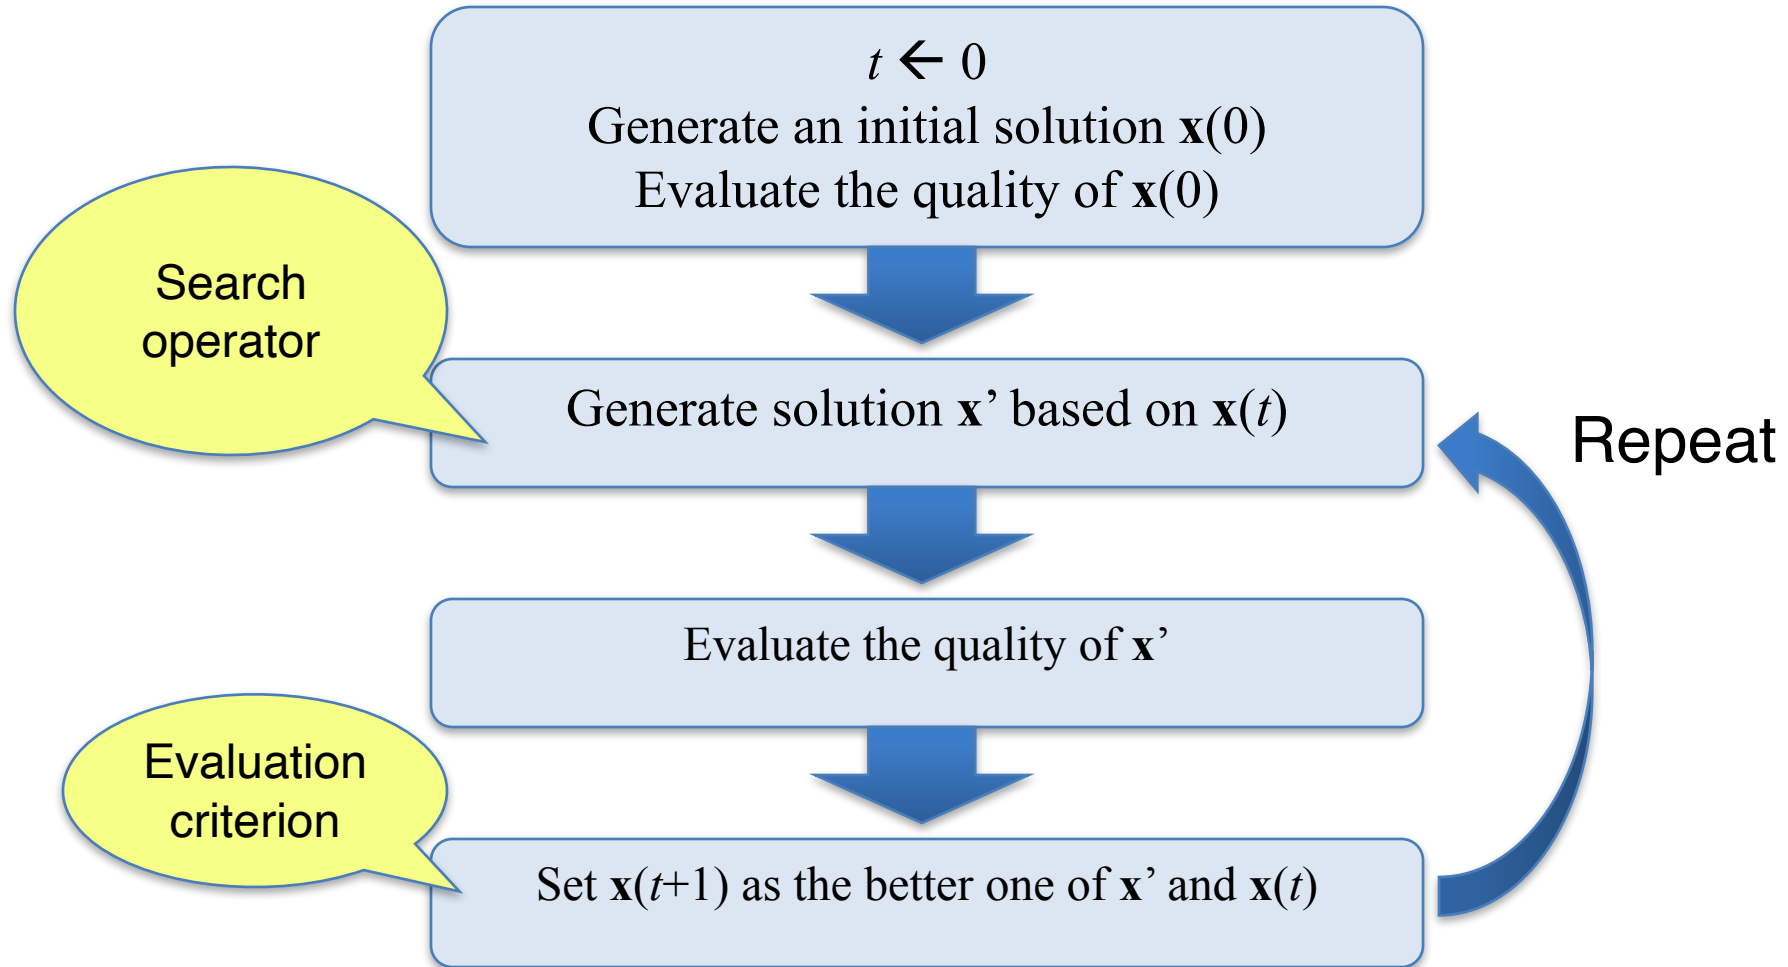 t ← 0
Generate an initial solution x(0)
Evaluate the quality of x(0)
Search
operator
Generate solution x’ based on x(t)
Repeat
Evaluate the quality of x’
Evaluation
criterion
Set x(t+1) as the better one of x’ and x(t)